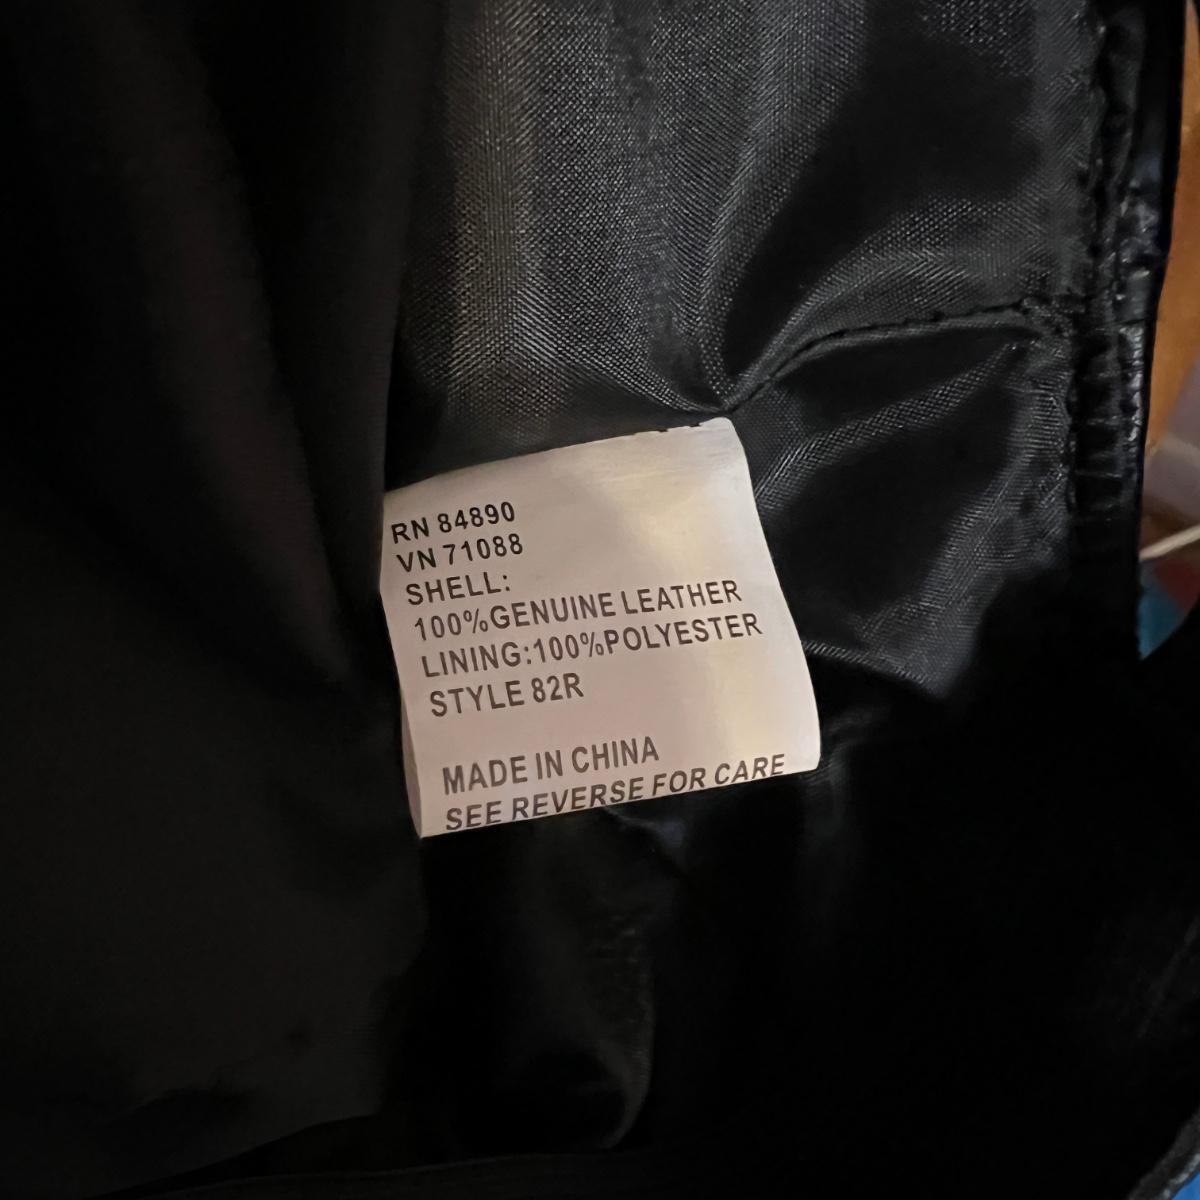 RN 84890
VN 71088
SHELL:
100%GENUINE LEATHER
LINING:100%POLYESTER
STYLE 82R
MADE IN CHINA
SEE REVERSE FOR CARE